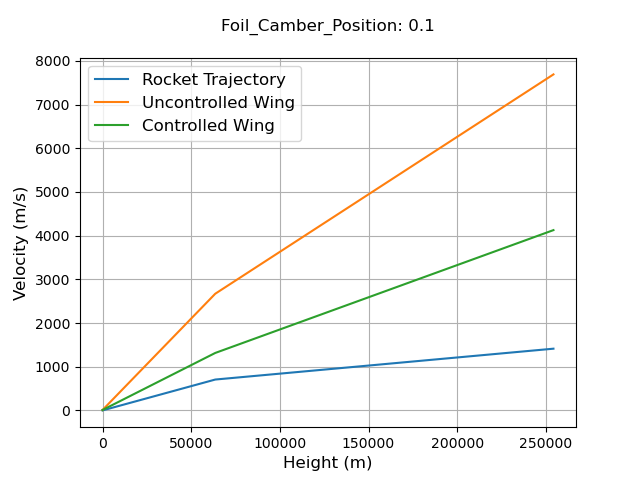 Foil_Camber_Position: 0.1
8000
7000
6000
5000
4000
3000
2000
1000
0
Velocity (m/s)
Rocket Trajectory
Uncontrolled Wing
Controlled Wing
0 50000 100000 150000 200000 250000
Height (m)